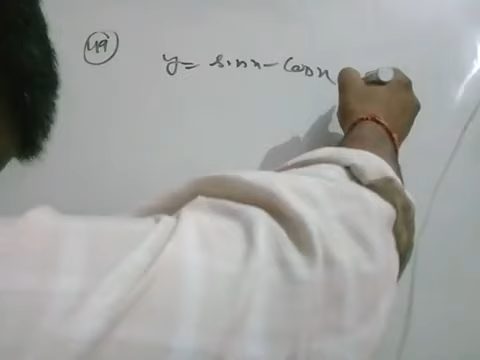 49
y = sinx - cosx